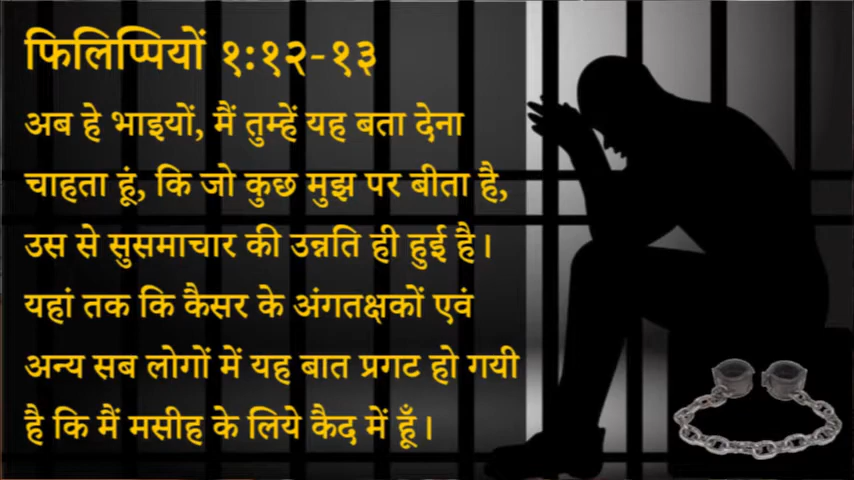 फिलिप्पियों १:१२-१३
अब हे भाइयों, मैं तुम्हें यह बता देना
चाहता हूं, कि जो कुछ मुझ पर बीता है,
उस से सुसमाचार की उन्नति ही हुई है।
यहां तक कि कैसर के अंगतक्षकों एवं
अन्य सब लोगों में यह बात प्रगट हो गयी
है कि मैं मसीह के लिये कैद में हूँ।